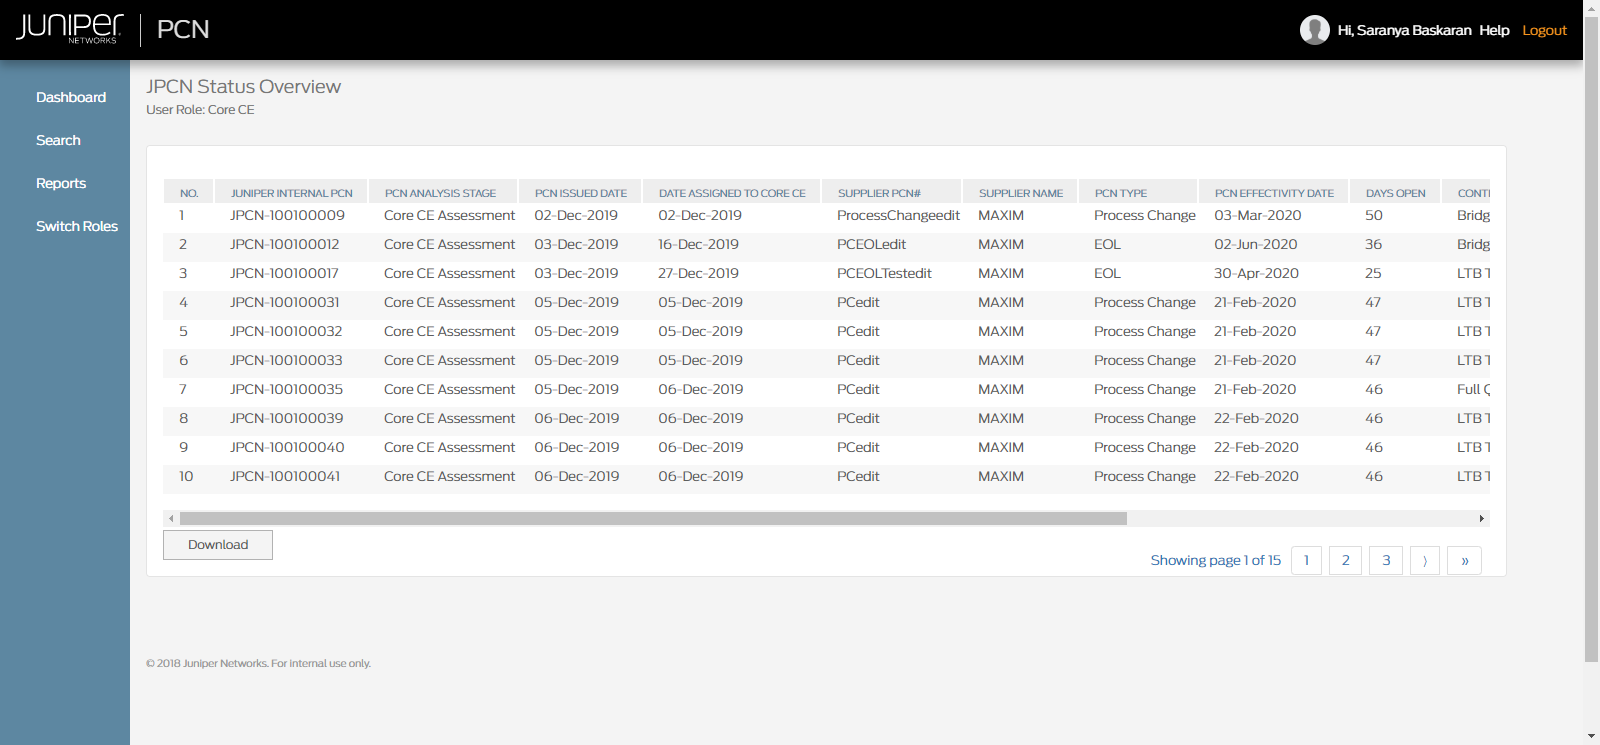 JUNIPER NETWORKS PCN Hi, Saranya Baskaran Help Logout
Dashboard
Search
Reports
Switch Roles
JPCN Status Overview
User Role: Core CE
NO. JUNIPER INTERNAL PCN PCN ANALYSIS STAGE PCN ISSUED DATE DATE ASSIGNED TO CORE CE SUPPLIER PCN# SUPPLIER NAME PCN TYPE PCN EFFECTIVITY DATE DAYS OPEN CONTI
1 JPCN-100100009 Core CE Assessment 02-Dec-2019 02-Dec-2019 ProcessChangeedit MAXIM Process Change 03-Mar-2020 50 Bridg
2 JPCN-100100012 Core CE Assessment 03-Dec-2019 16-Dec-2019 PCEOLedit MAXIM EOL 02-Jun-2020 36 Bridg
3 JPCN-100100017 Core CE Assessment 03-Dec-2019 27-Dec-2019 PCEOLTestedit MAXIM EOL 30-Apr-2020 25 LTB T
4 JPCN-100100031 Core CE Assessment 05-Dec-2019 05-Dec-2019 PCedit MAXIM Process Change 21-Feb-2020 47 LTB T
5 JPCN-100100032 Core CE Assessment 05-Dec-2019 05-Dec-2019 PCedit MAXIM Process Change 21-Feb-2020 47 LTB T
6 JPCN-100100033 Core CE Assessment 05-Dec-2019 05-Dec-2019 PCedit MAXIM Process Change 21-Feb-2020 47 LTB T
7 JPCN-100100035 Core CE Assessment 05-Dec-2019 06-Dec-2019 PCedit MAXIM Process Change 21-Feb-2020 46 Full Q
8 JPCN-100100039 Core CE Assessment 06-Dec-2019 06-Dec-2019 PCedit MAXIM Process Change 22-Feb-2020 46 LTB T
9 JPCN-100100040 Core CE Assessment 06-Dec-2019 06-Dec-2019 PCedit MAXIM Process Change 22-Feb-2020 46 LTB T
10 JPCN-100100041 Core CE Assessment 06-Dec-2019 06-Dec-2019 PCedit MAXIM Process Change 22-Feb-2020 46 LTB T
Download
Showing page 1 of 15 1 2 3 ⟩ »
© 2018 Juniper Networks. For internal use only.